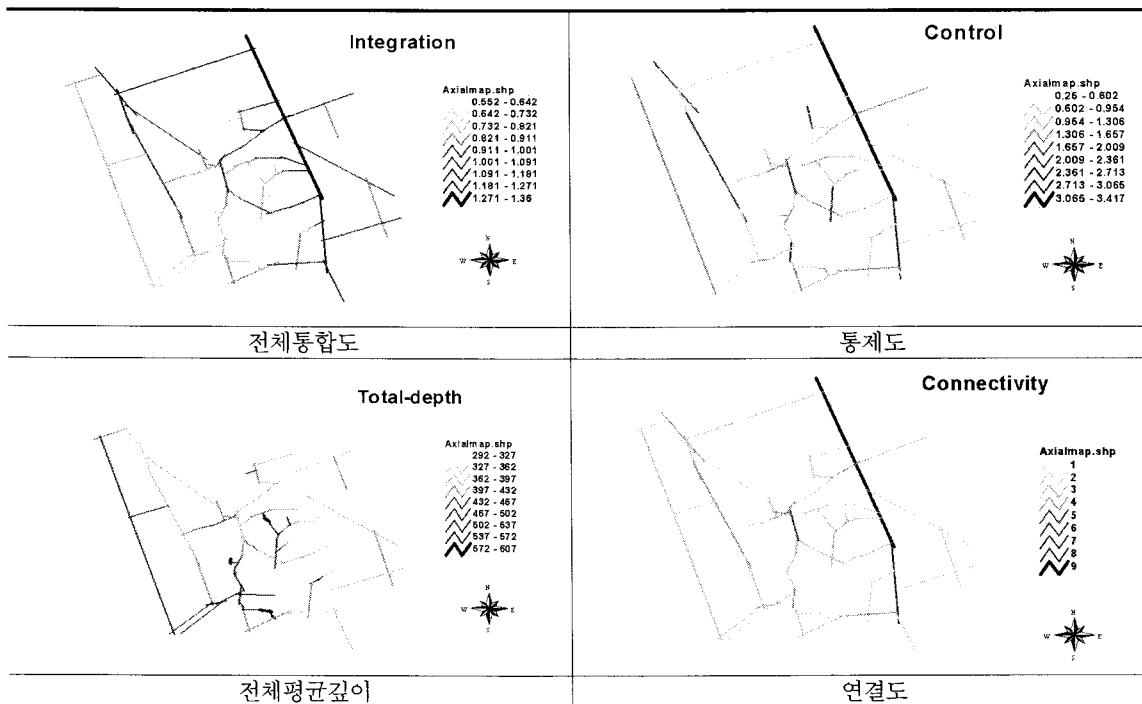 Integration
Axialmap.shp
0.552 - 0.642
0.642 - 0.732
0.732 - 0.821
0.821 - 0.911
0.911 - 1.001
1.001 - 1.091
1.091 - 1.181
1.181 - 1.271
1.271 - 1.36
N
W E
S
전체통합도
Control
Axialmap.shp
0.25 - 0.602
0.602 - 0.954
0.954 - 1.306
1.306 - 1.657
1.657 - 2.009
2.009 - 2.361
2.361 - 2.713
2.713 - 3.065
3.065 - 3.417
N
W E
S
통제도
Total-depth
Axialmap.shp
292 - 327
327 - 362
362 - 397
397 - 432
432 - 467
467 - 502
502 - 537
537 - 572
572 - 607
N
W E
S
전체평균깊이
Connectivity
Axialmap.shp
1
2
3
4
5
6
7
8
9
N
W E
S
연결도